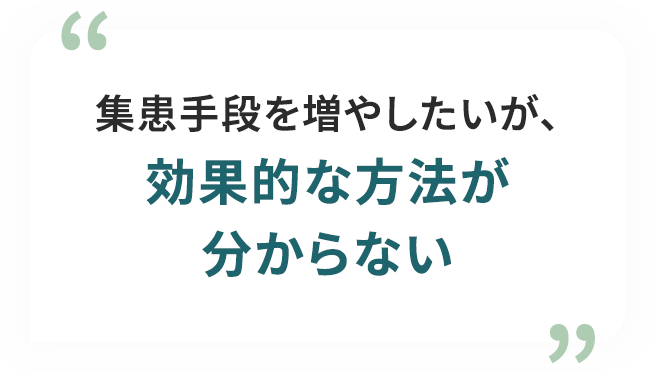 集患手段を増やしたいが、
効果的な方法が
分からない